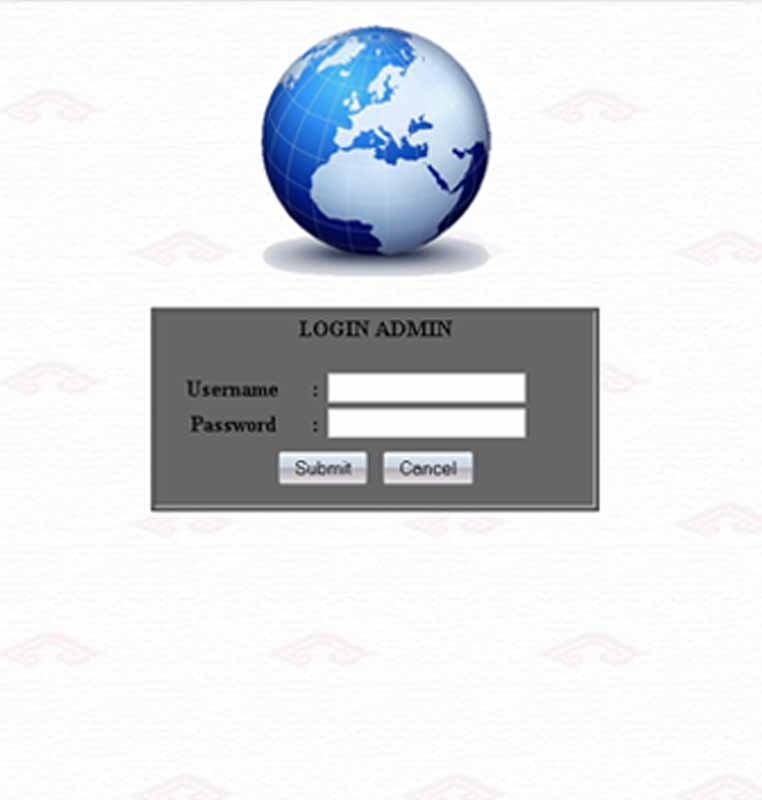 LOGIN ADMIN
Username :
Password :
Submit Cancel